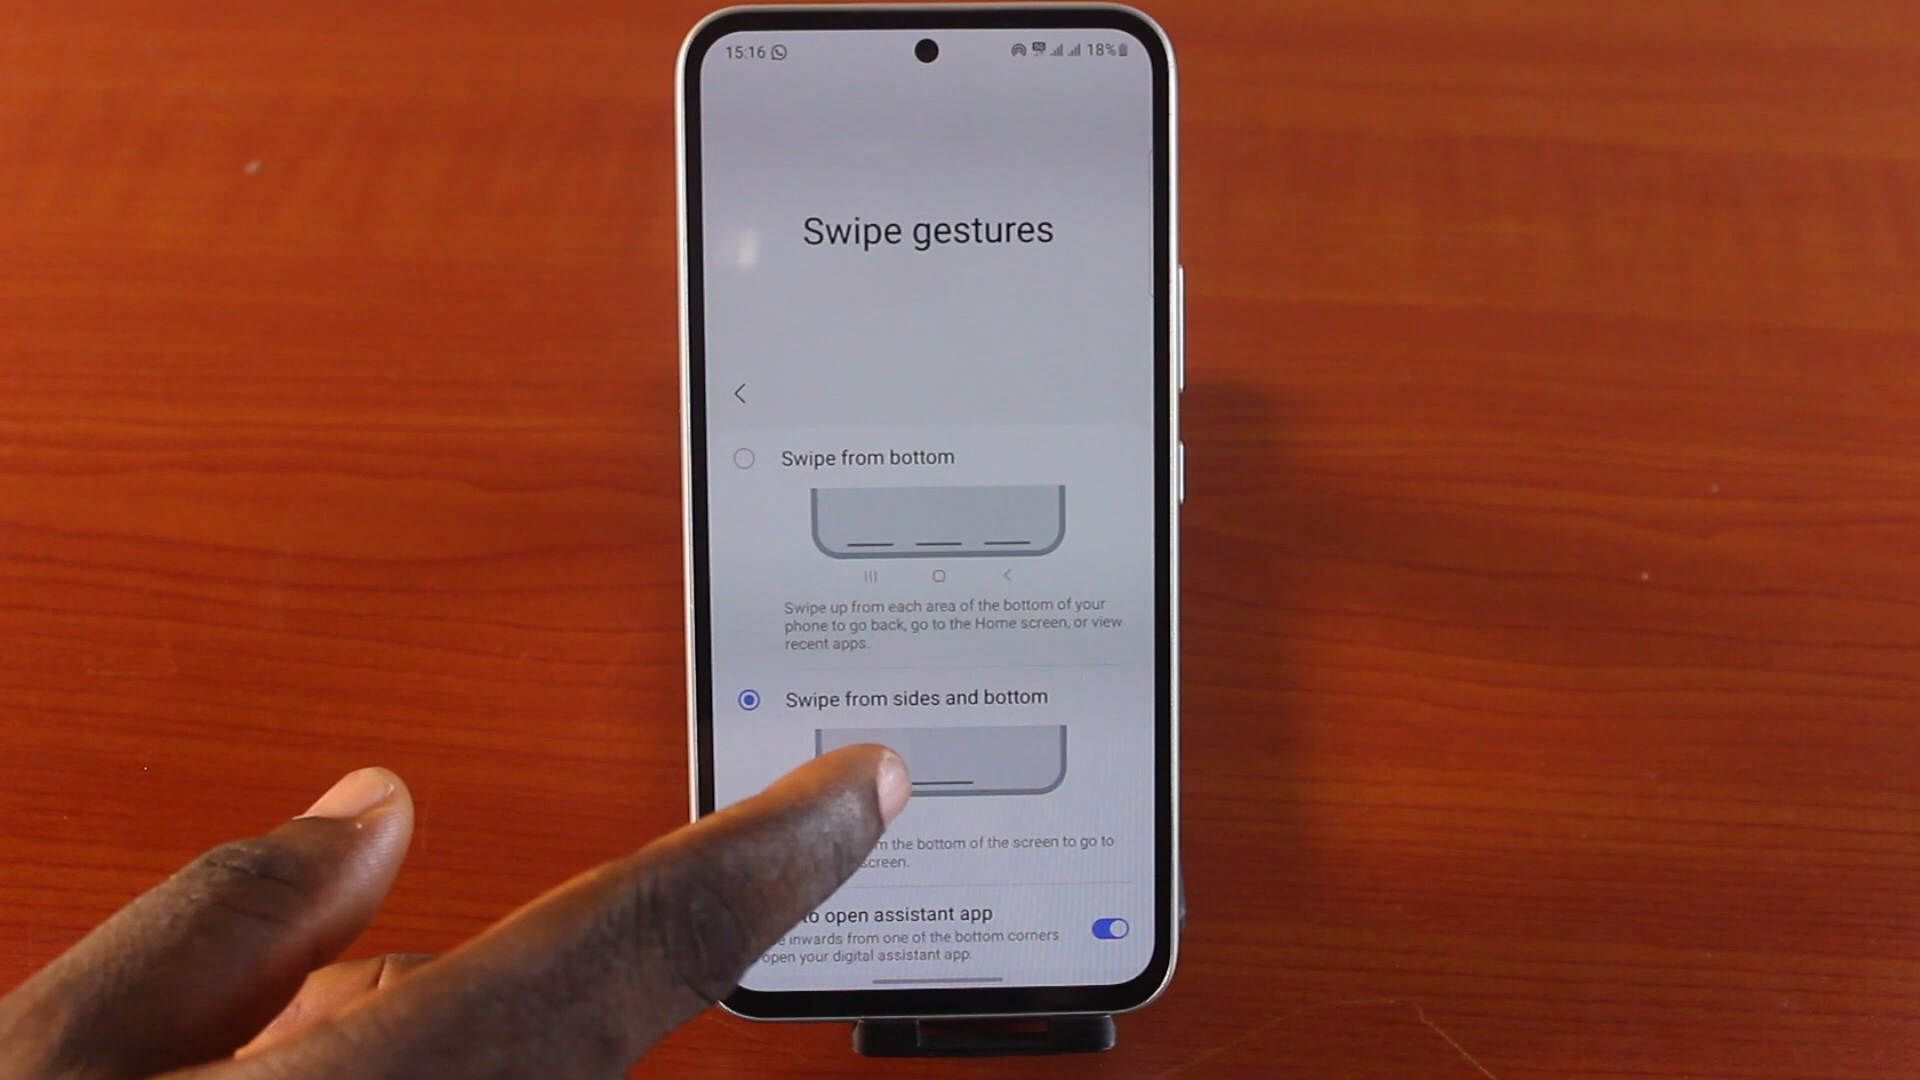 15:16 18%
Swipe gestures
Swipe from bottom
Swipe up from each area of the bottom of your
phone to go back, go to the Home screen, or view
recent apps.
Swipe from sides and bottom
the bottom of the screen to go to
screen.
to open assistant app
inwards from one of the bottom corners
open your digital assistant app.